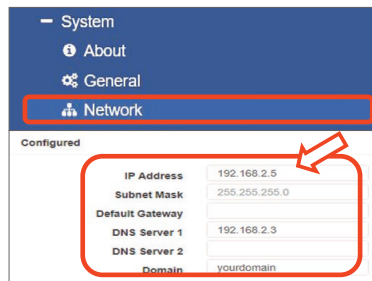 System
About
General
Network
Configured
IP Address 192.168.2.5
Subnet Mask 255.255.255.0
Default Gateway
DNS Server 1 192.168.2.3
DNS Server 2
Domain yourdomain